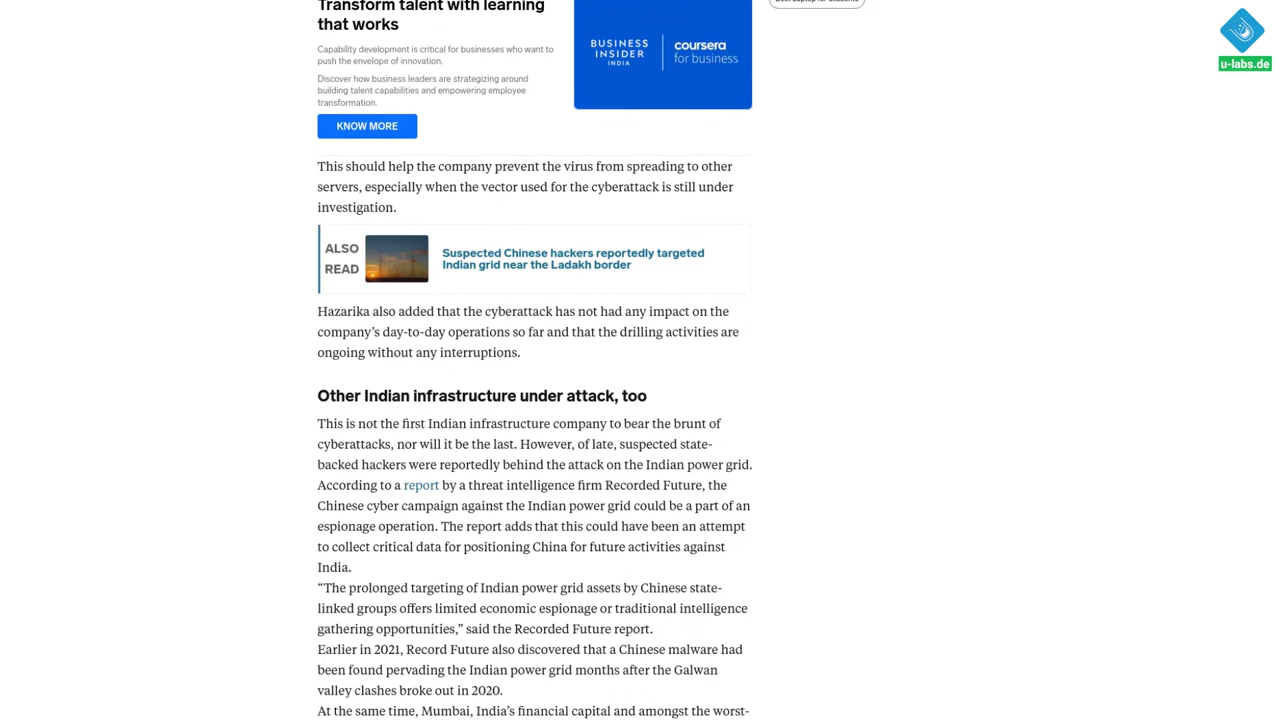 Transform talent with learning
that works
Capability development is critical for businesses who want to
push the envelope of innovation.
Discover how business leaders are strategizing around
building talent capabilities and empowering employee
transformation.
KNOW MORE
BUSINESS
INSIDER
INDIA
coursera
for business
u-labs.de
This should help the company prevent the virus from spreading to other
servers, especially when the vector used for the cyberattack is still under
investigation.
ALSO
READ
Suspected Chinese hackers reportedly targeted
Indian grid near the Ladakh border
Hazarika also added that the cyberattack has not had any impact on the
company’s day-to-day operations so far and that the drilling activities are
ongoing without any interruptions.
Other Indian infrastructure under attack, too
This is not the first Indian infrastructure company to bear the brunt of
cyberattacks, nor will it be the last. However, of late, suspected state-
backed hackers were reportedly behind the attack on the Indian power grid.
According to a report by a threat intelligence firm Recorded Future, the
Chinese cyber campaign against the Indian power grid could be a part of an
espionage operation. The report adds that this could have been an attempt
to collect critical data for positioning China for future activities against
India.
“The prolonged targeting of Indian power grid assets by Chinese state-
linked groups offers limited economic espionage or traditional intelligence
gathering opportunities,” said the Recorded Future report.
Earlier in 2021, Record Future also discovered that a Chinese malware had
been found pervading the Indian power grid months after the Galwan
valley clashes broke out in 2020.
At the same time, Mumbai, India’s financial capital and amongst the worst-